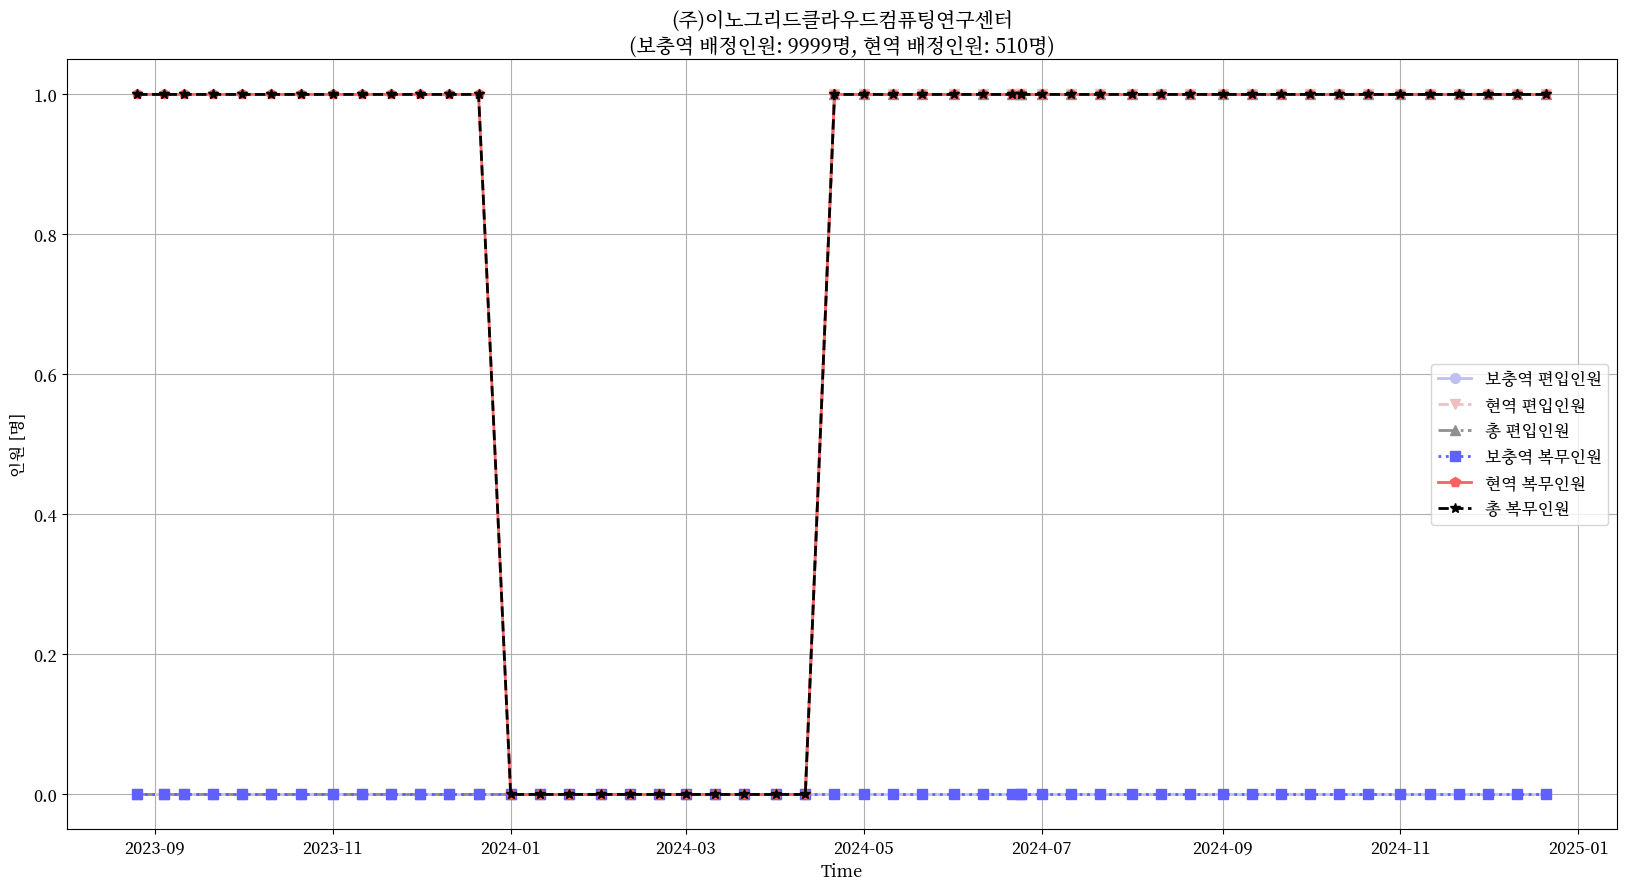 (주)이노그리드클라우드컴퓨팅연구센터
(보충역 배정인원: 9999명, 현역 배정인원: 510명)
1.0
0.8
0.6
0.4
0.2
0.0
인원 [명]
보충역 편입인원
현역 편입인원
총 편입인원
보충역 복무인원
현역 복무인원
총 복무인원
2023-09
2023-11
2024-01
2024-03
2024-05
2024-07
2024-09
2024-11
2025-01
Time